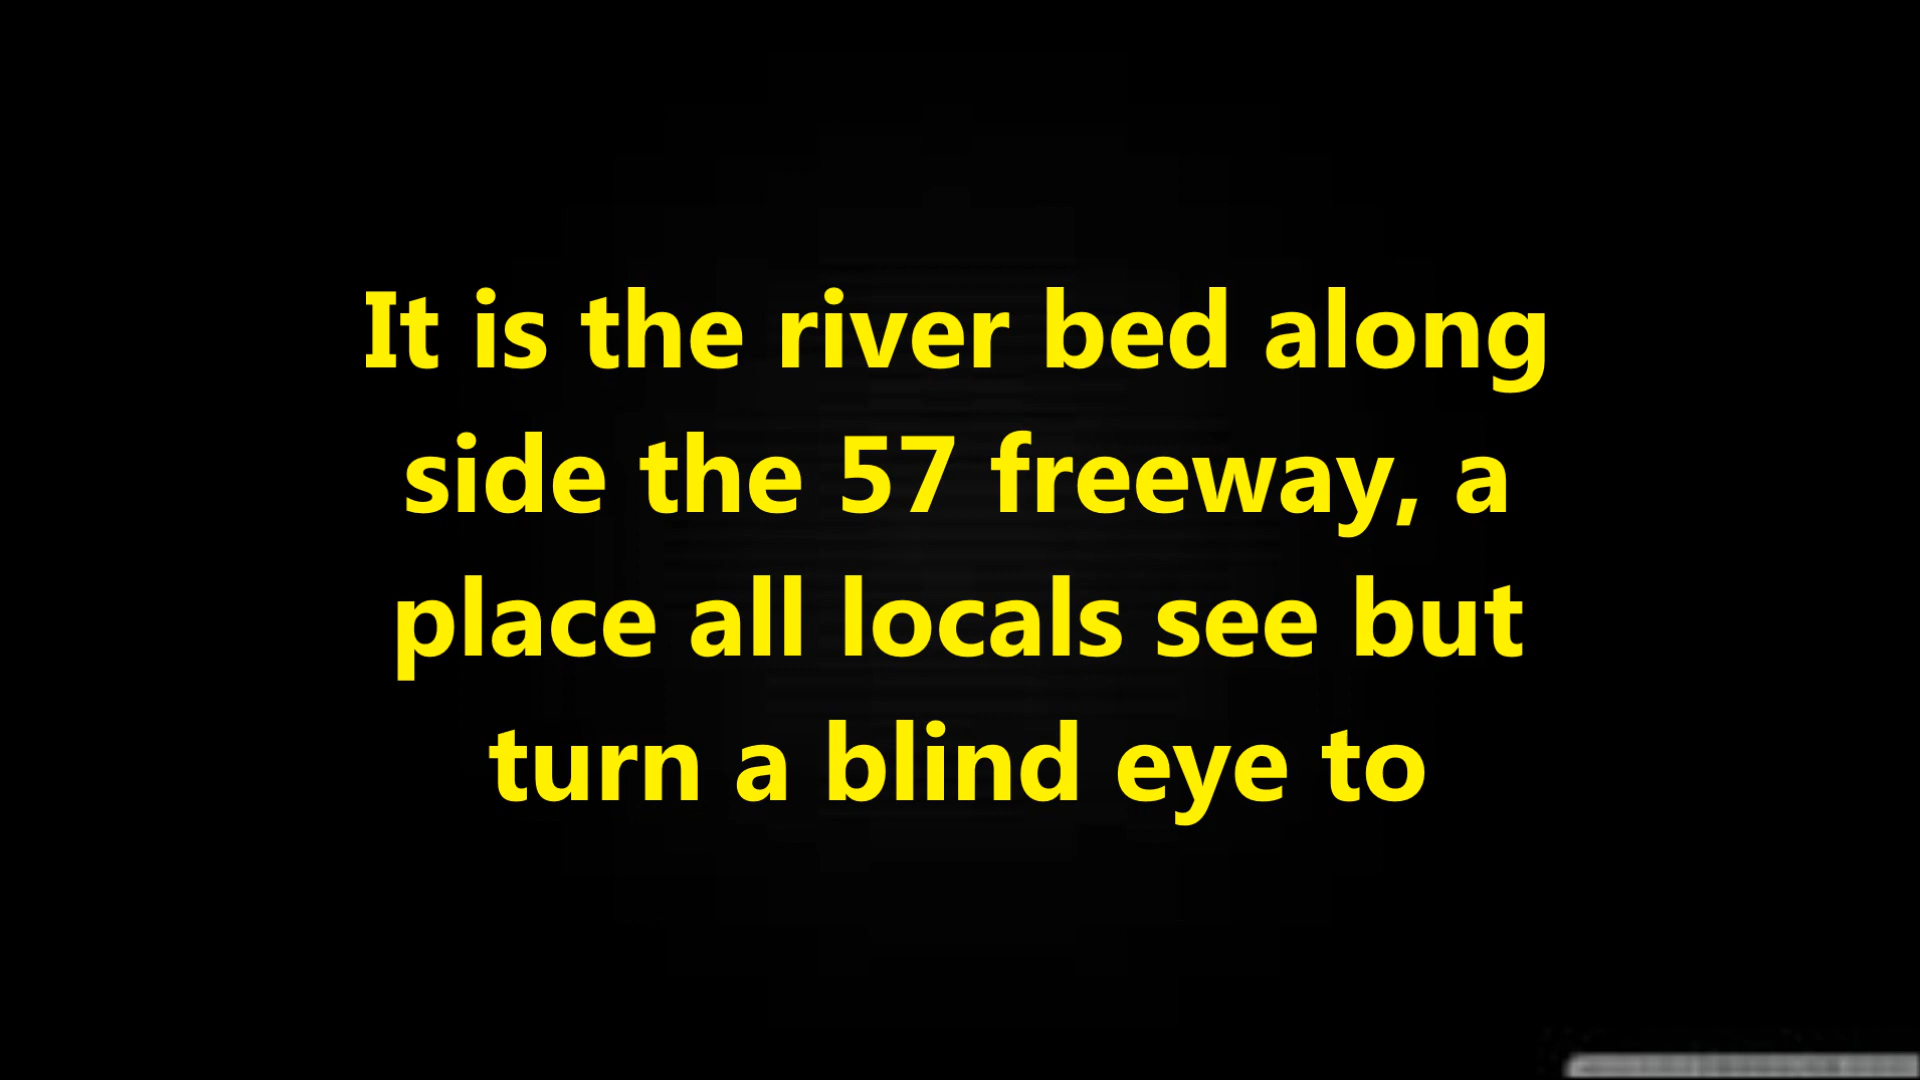 It is the river bed along
side the 57 freeway, a
place all locals see but
turn a blind eye to